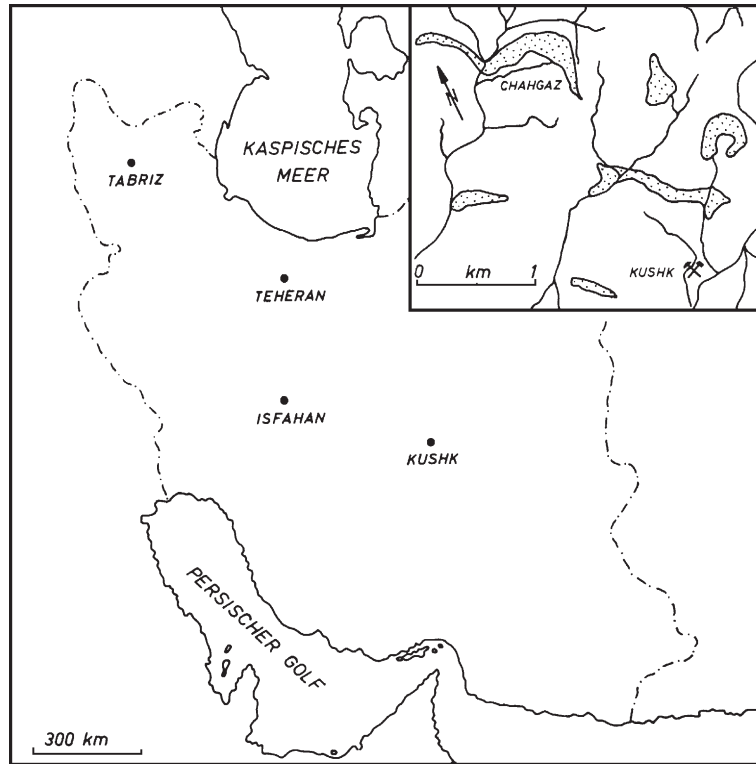 CHAHGAZ
N
0 km 1
KUSHK
KASPISCHES
MEER
TABRIZ
TEHERAN
ISFAHAN
KUSHK
PERSISCHER GOLF
300 km